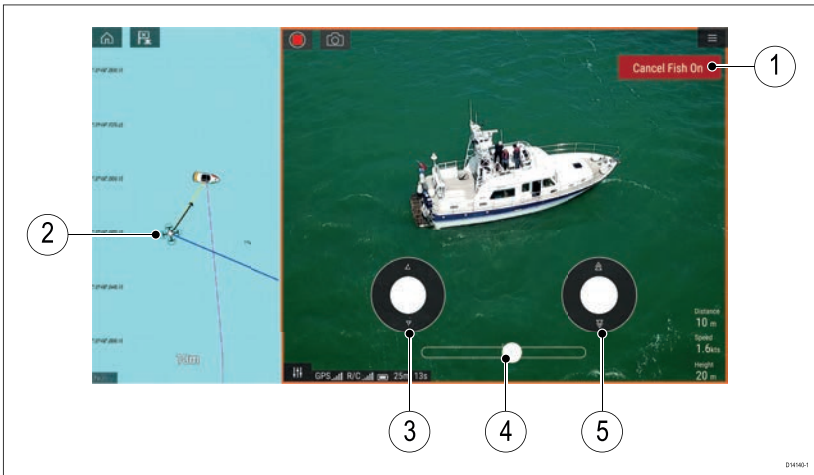 Cancel Fish On
1
2
13m
Distance
10 m
Speed
1.6kts
Height
20 m
GPS R/C 25m 13s
3
4
5
D14140-1